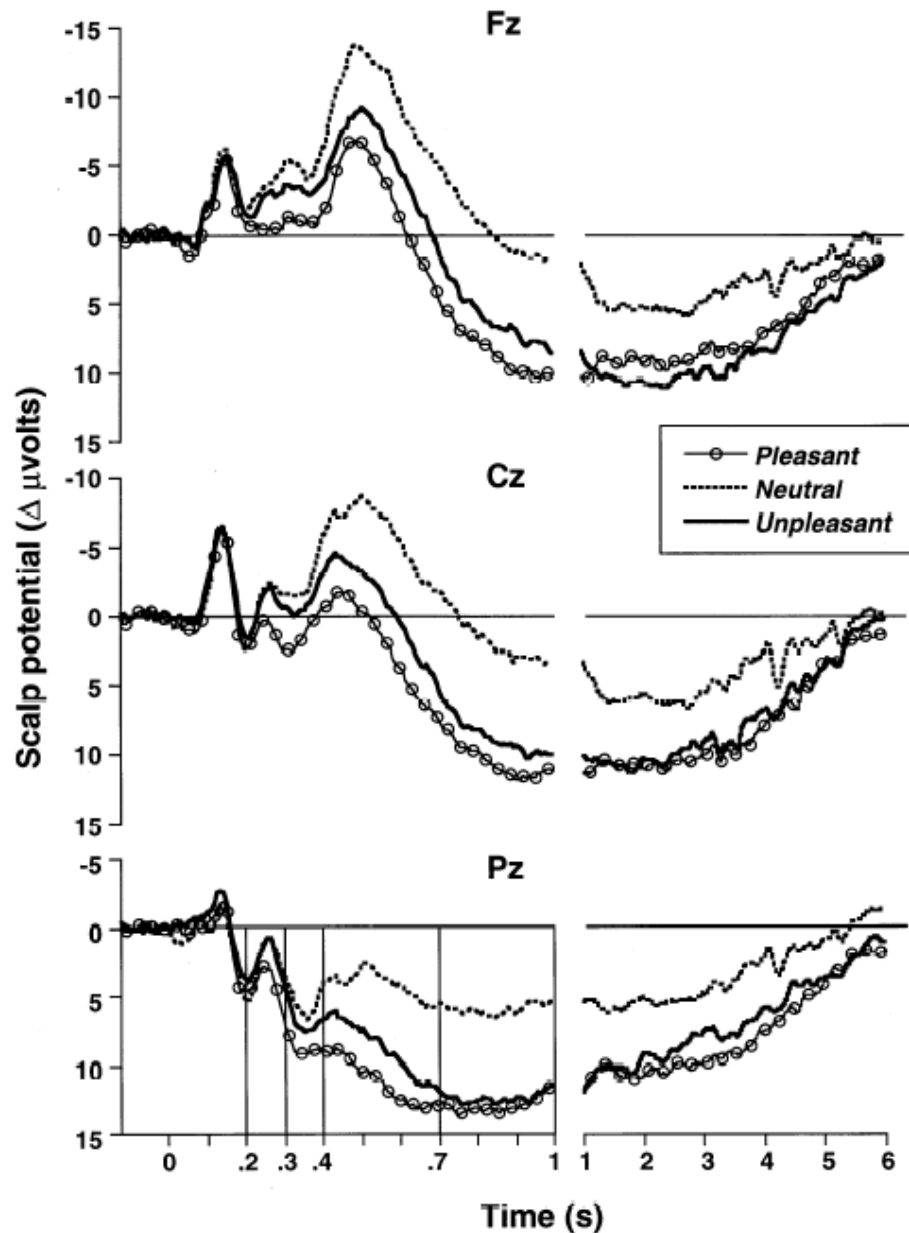 Fz
-15
-10
-5
0
5
10
15
Scalp potential (Δ μvolts)
Pleasant
Neutral
Unpleasant
Cz
-10
-5
0
5
10
15
Pz
-5
0
5
10
15
0 .2 .3 .4 .7 1 1 2 3 4 5 6
Time (s)